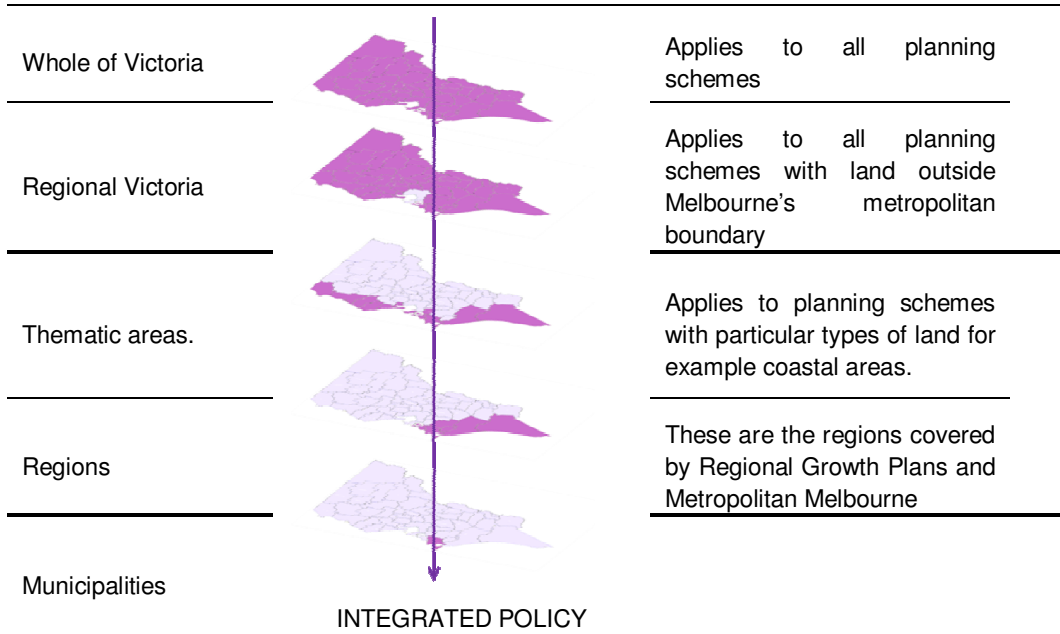 Whole of Victoria
Applies to all planning
schemes
Regional Victoria
Applies to all planning
schemes with land outside
Melbourne's metropolitan
boundary
Thematic areas.
Applies to planning schemes
with particular types of land for
example coastal areas.
Regions
These are the regions covered
by Regional Growth Plans and
Metropolitan Melbourne
Municipalities
INTEGRATED POLICY